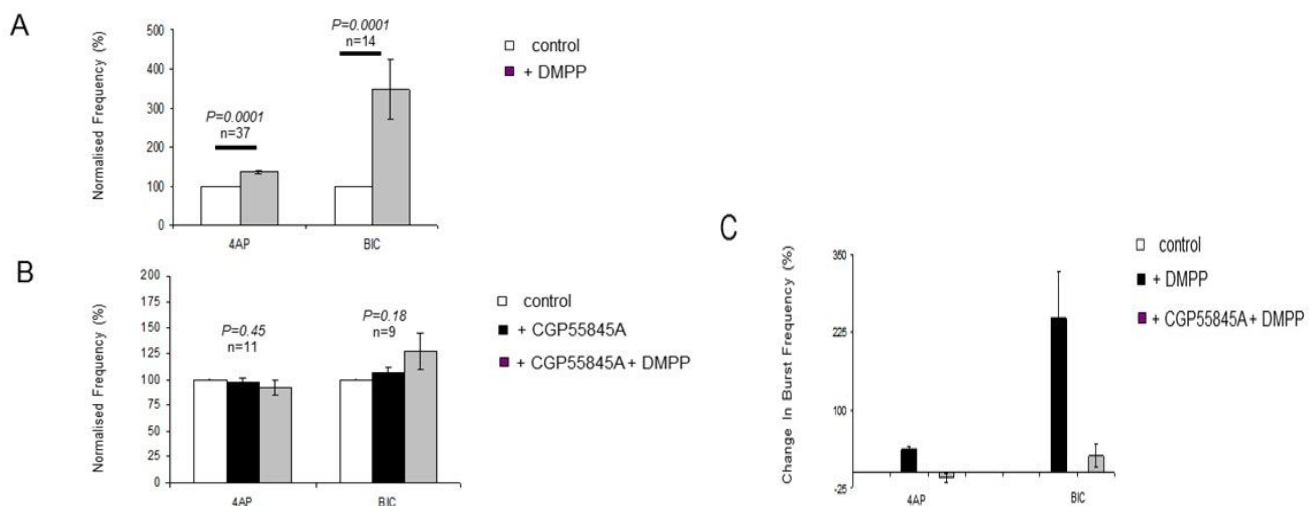 A
Normalised Frequency (%)
500
400
300
200
100
0
P=0.0001
n=37
P=0.0001
n=14
4AP
BIC
control
+ DMPP
B
Normalised Frequency (%)
200
175
150
125
100
75
50
25
0
P=0.45
n=11
P=0.18
n=9
4AP
BIC
control
+ CGP55845A
+ CGP55845A + DMPP
C
Change In Burst Frequency (%)
350
225
100
-25
4AP
BIC
control
+ DMPP
+ CGP55845A + DMPP